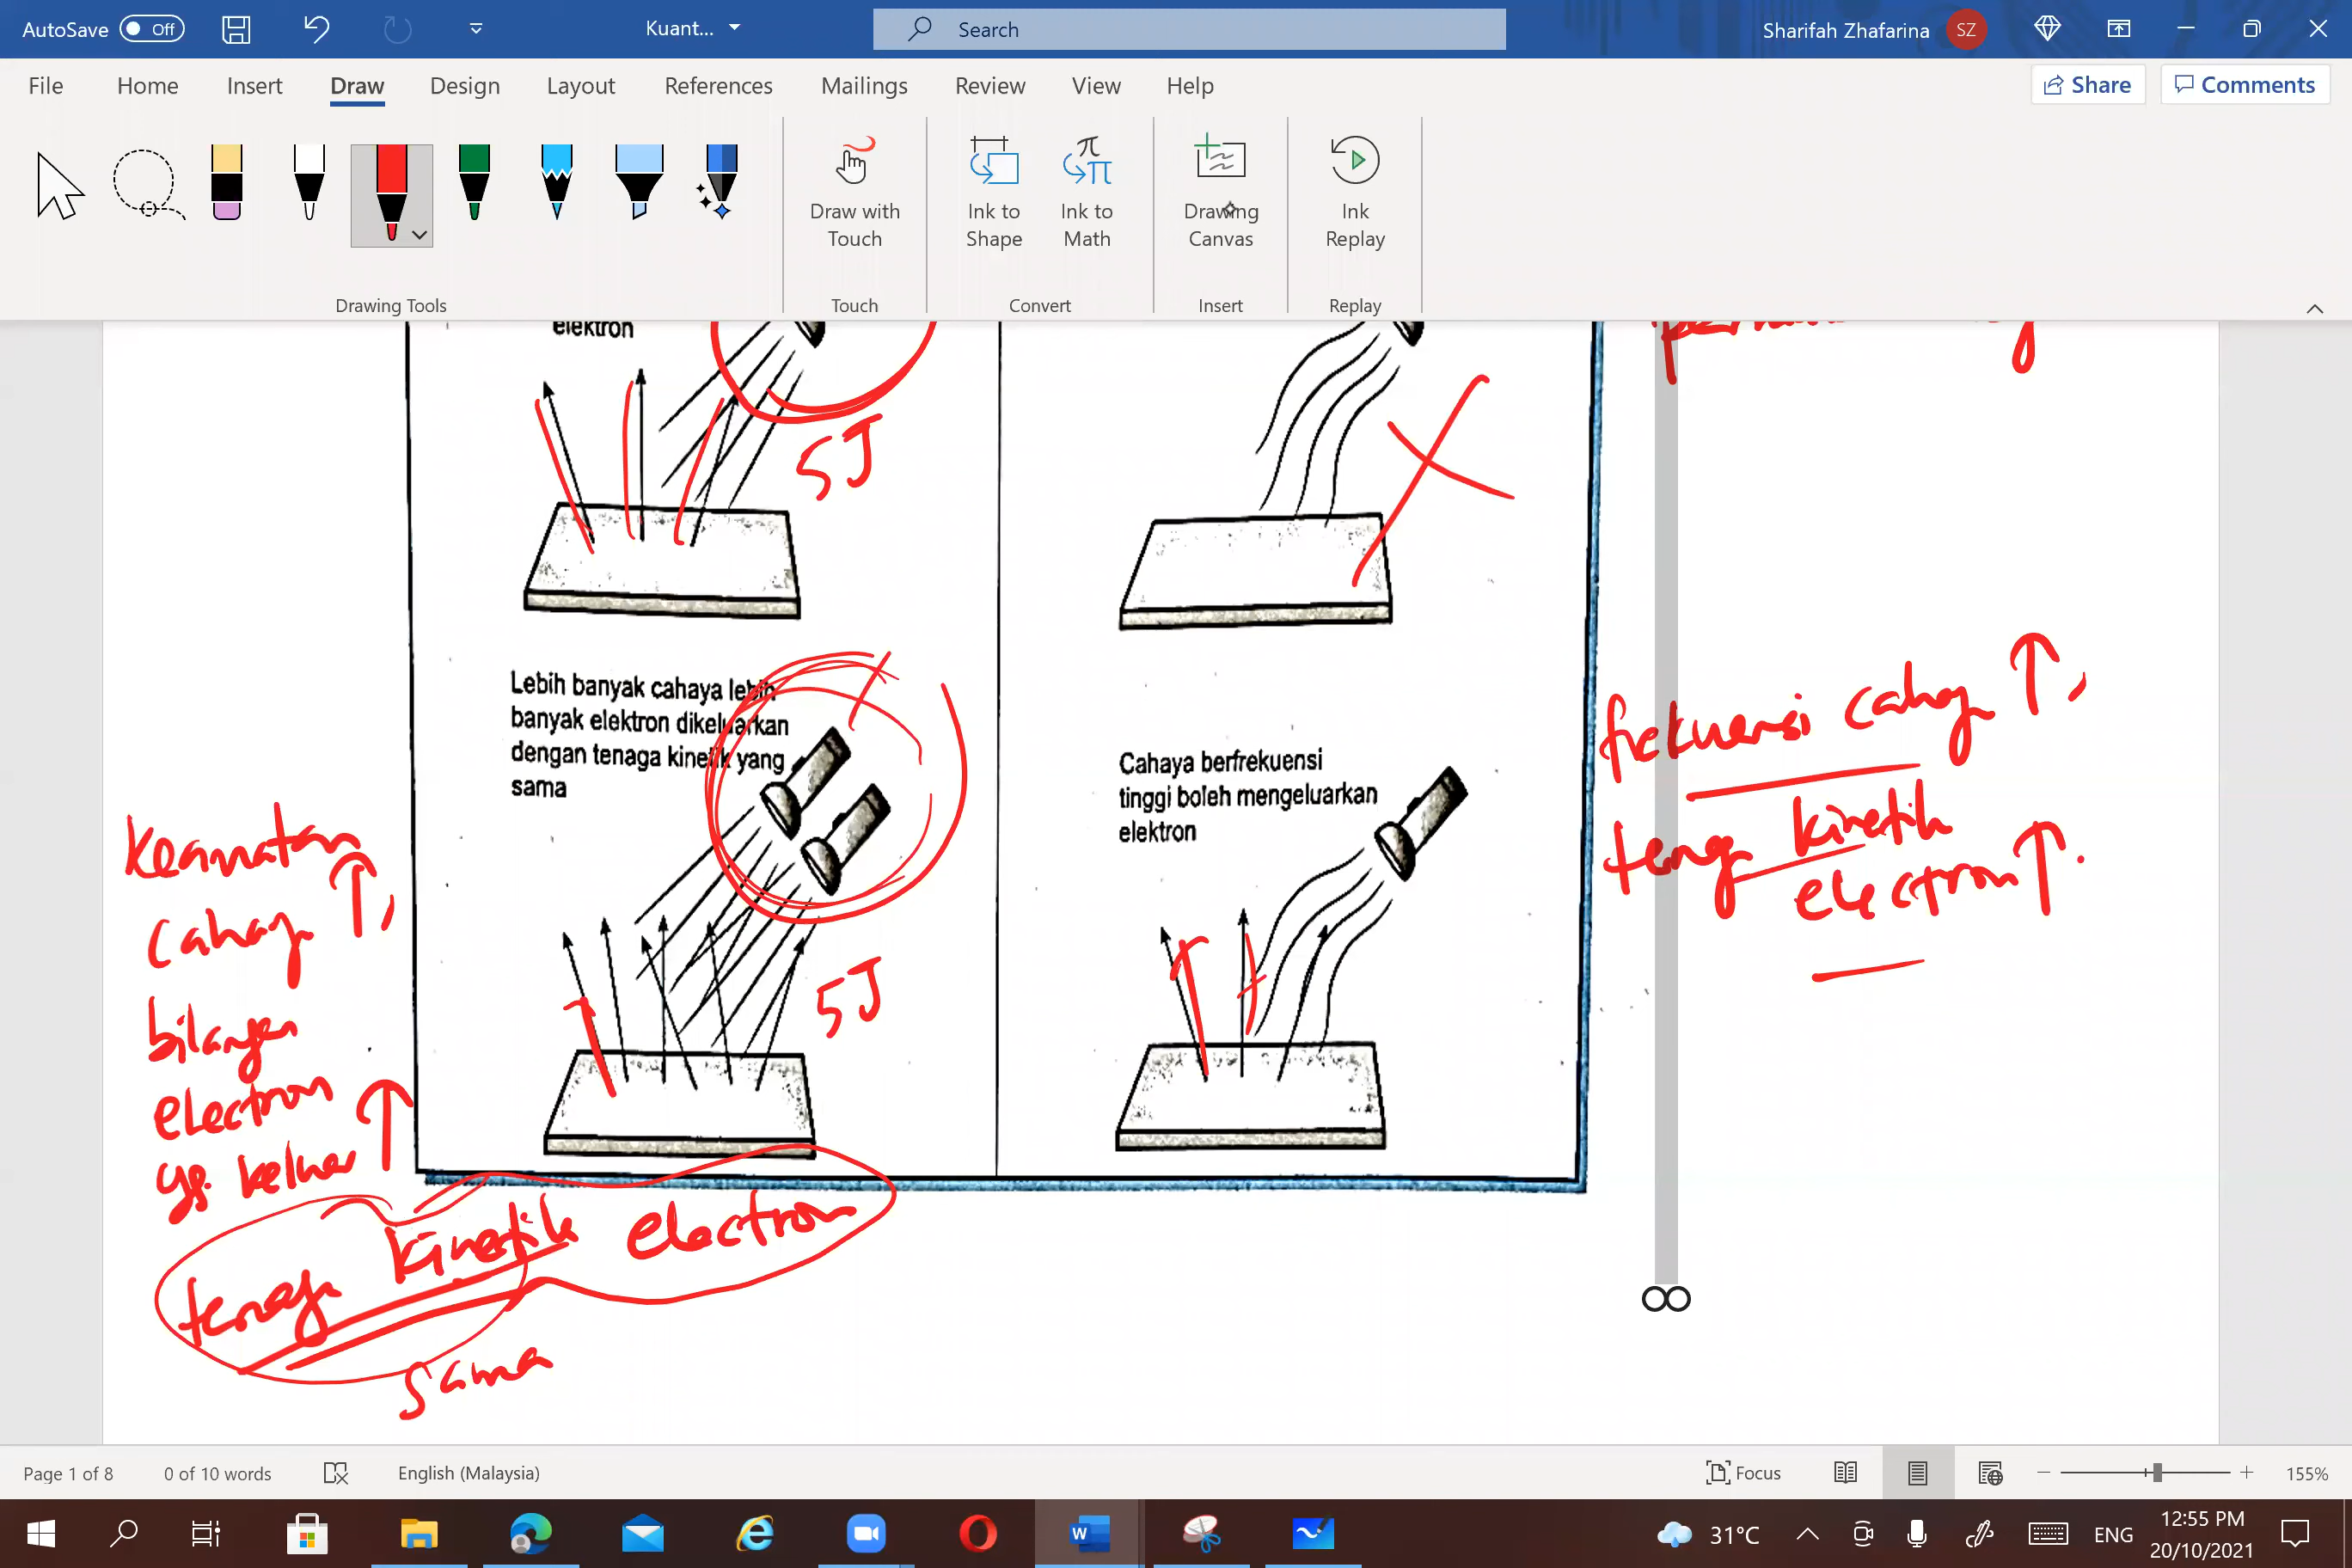 AutoSave Off Kuant... Search Sharifah Zhafarina SZ
File Home Insert Draw Design Layout References Mailings Review View Help Share Comments
Draw with Touch
Ink to Shape
Ink to Math
Drawing Canvas
Ink Replay
Drawing Tools Touch Convert Insert Replay
elektron
5J
Lebih banyak cahaya lebih
banyak elektron dikeluarkan
dengan tenaga kinetik yang
sama
5J
Cahaya berfrekuensi
tinggi boleh mengeluarkan
elektron
frekuensi cahaya ↑,
tenaga kinetik
electron ↑.
Keamatan
cahaya ↑,
bilangan
electron
yg. keluar ↑
tenaga kinetik electron
sama
Page 1 of 8 0 of 10 words English (Malaysia) Focus 155%
31°C ENG 12:55 PM
20/10/2021